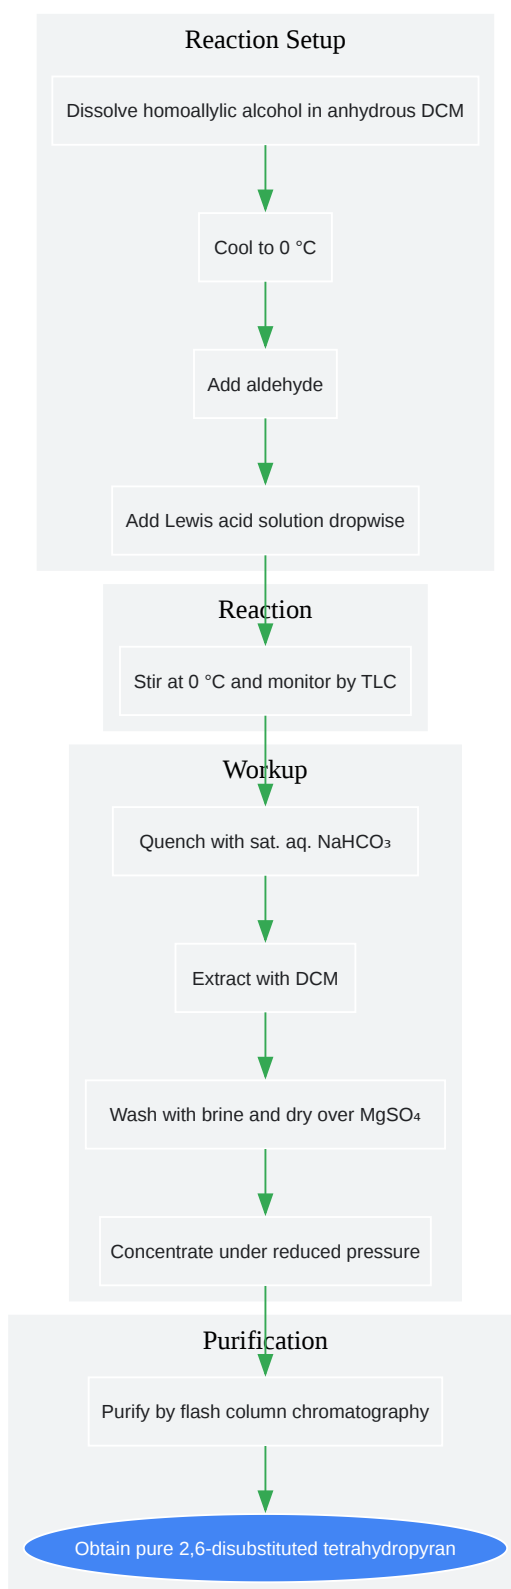 Reaction Setup
Dissolve homoallylic alcohol in anhydrous DCM
Cool to 0 °C
Add aldehyde
Add Lewis acid solution dropwise
Reaction
Stir at 0 °C and monitor by TLC
Workup
Quench with sat. aq. NaHCO₃
Extract with DCM
Wash with brine and dry over MgSO₄
Concentrate under reduced pressure
Purification
Purify by flash column chromatography
Obtain pure 2,6-disubstituted tetrahydropyran